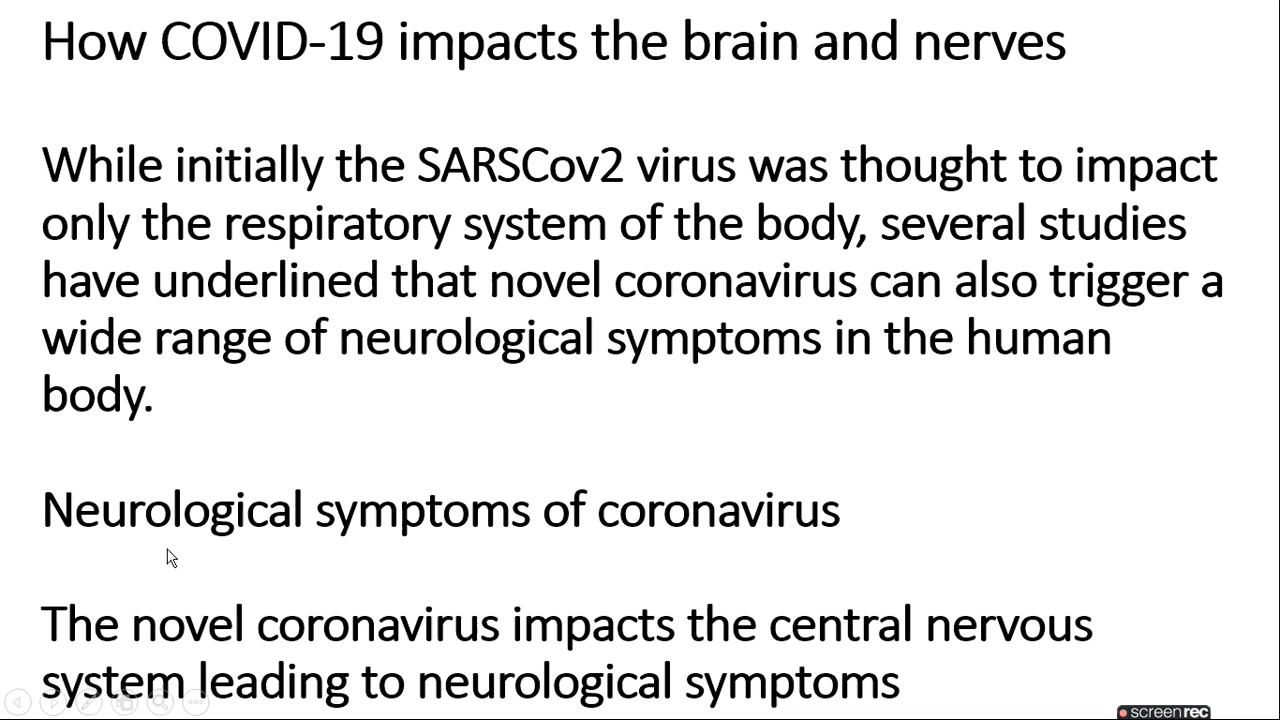 How COVID-19 impacts the brain and nerves
While initially the SARSCov2 virus was thought to impact
only the respiratory system of the body, several studies
have underlined that novel coronavirus can also trigger a
wide range of neurological symptoms in the human
body.
Neurological symptoms of coronavirus
The novel coronavirus impacts the central nervous
system leading to neurological symptoms
screenrec